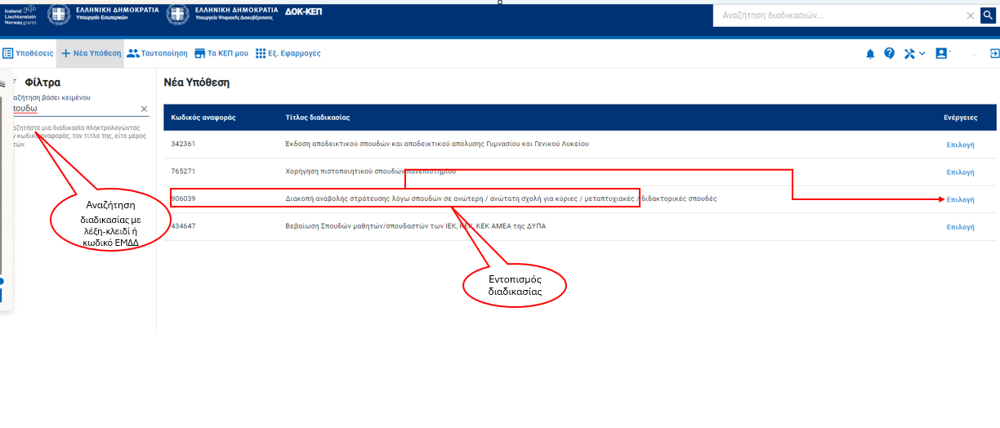 Iceland
Liechtenstein
Norway grants
ΕΛΛΗΝΙΚΗ ΔΗΜΟΚΡΑΤΙΑ
Υπουργείο Εσωτερικών
ΕΛΛΗΝΙΚΗ ΔΗΜΟΚΡΑΤΙΑ
Υπουργείο Ψηφιακής Διακυβέρνησης
ΔΟΚ-ΚΕΠ
Αναζήτηση διαδικασιών...
Υποθέσεις
Νέα Υπόθεση
Ταυτοποίηση
Τα ΚΕΠ μου
Εξ. Εφαρμογές
Φίλτρα
αζήτηση βάσει κειμένου
πουδω
αζητήστε μια διαδικασία πληκτρολογώντας
ν κωδικό αναφοράς, τον τίτλο της, είτε μέρος
τών.
Νέα Υπόθεση
Κωδικός αναφοράς Τίτλος διαδικασίας Ενέργειες
342361 Έκδοση αποδεικτικού σπουδών και αποδεικτικού απόλυσης Γυμνασίου και Γενικού Λυκείου Επιλογή
765271 Χορήγηση πιστοποιητικού σπουδών πανεπιστημίου Επιλογή
906039 Διακοπή αναβολής στράτευσης λόγω σπουδών σε ανώτερη / ανώτατη σχολή για κύριες / μεταπτυχιακές / διδακτορικές σπουδές Επιλογή
434647 Βεβαίωση Σπουδών μαθητών/σπουδαστών των ΙΕΚ, ΚΕΚ, ΚΕΚ ΑΜΕΑ της ΔΥΠΑ Επιλογή
Αναζήτηση
διαδικασίας με
λέξη-κλειδί ή
κωδικό ΕΜΔΔ
Εντοπισμός
διαδικασίας